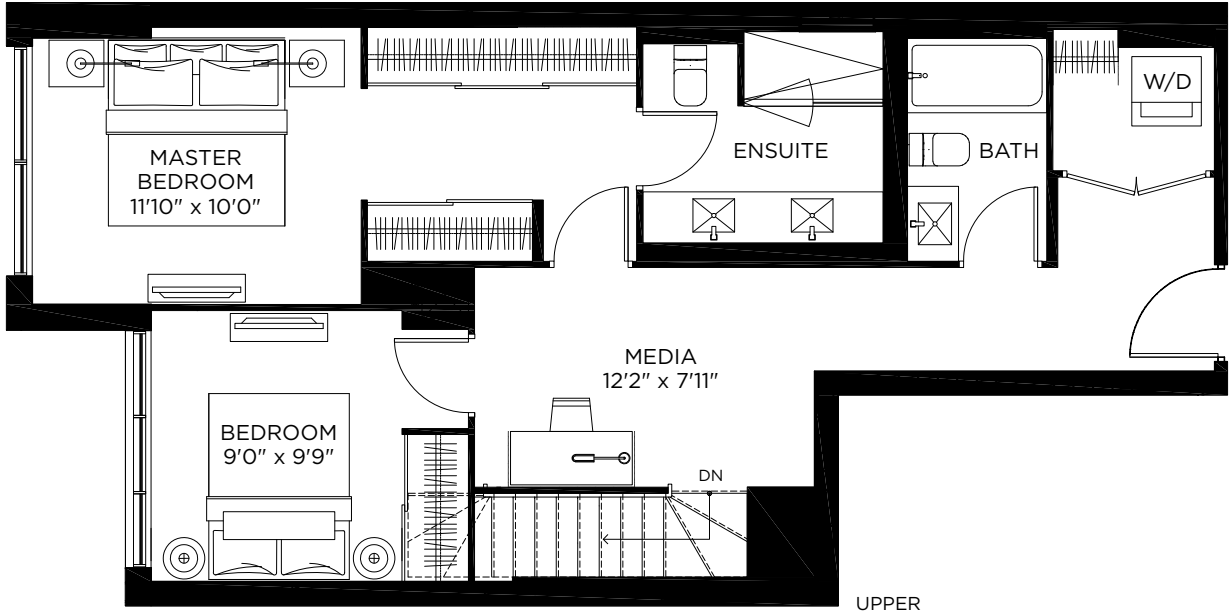 MASTER
BEDROOM
11'10" x 10'0"
ENSUITE
BATH
W/D
MEDIA
12'2" x 7'11"
BEDROOM
9'0" x 9'9"
DN
UPPER